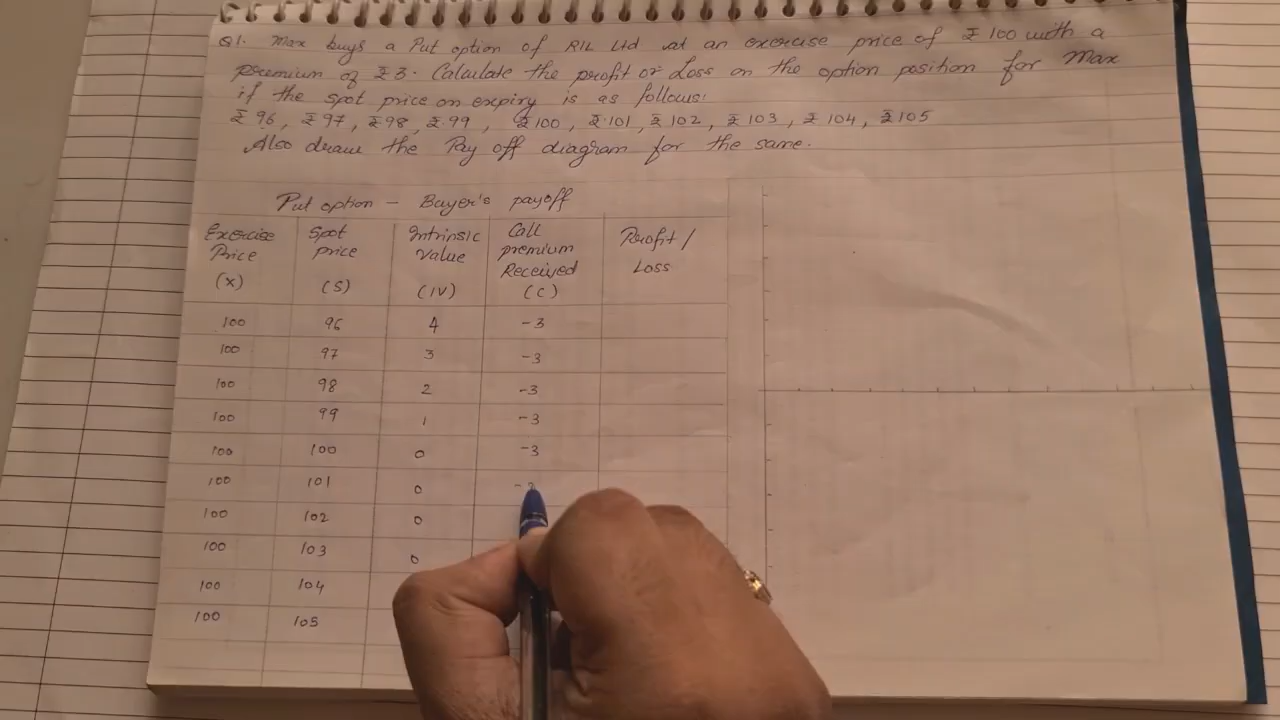 Q1. Max buys a Put option of RIL Ltd at an exercise price of ₹ 100 with a
premium of ₹ 3. Calculate the profit or Loss on the option position for Max
if the spot price on expiry is as follows:
₹ 96, ₹ 97, ₹ 98, ₹ 99, ₹ 100, ₹ 101, ₹ 102, ₹ 103, ₹ 104, ₹ 105
Also draw the Pay off diagram for the same.
Put option - Buyer's payoff
Exercise Price (X) Spot price (S) Intrinsic Value (IV) Call premium Received (C) Profit / Loss
100 96 4 -3
100 97 3 -3
100 98 2 -3
100 99 1 -3
100 100 0 -3
100 101 0 -
100 102 0
100 103 0
100 104
100 105